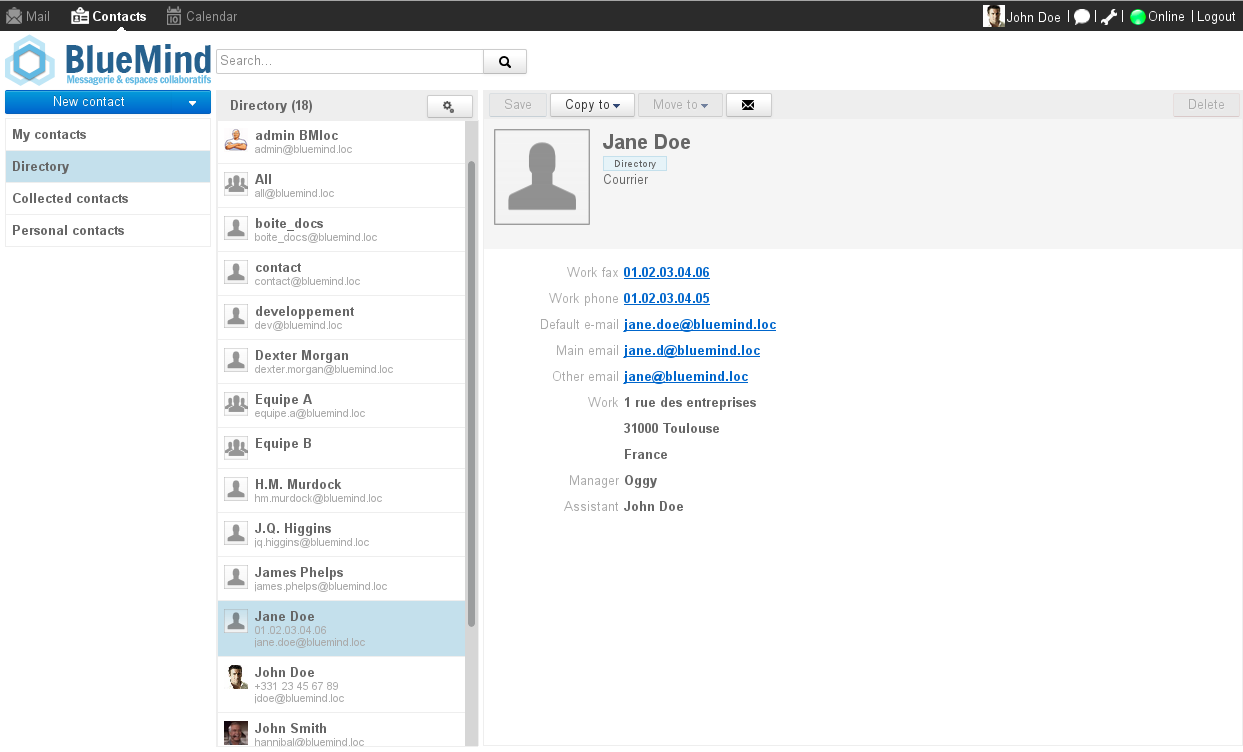 Mail
Contacts
Calendar
John Doe
Online
Logout
BlueMind
Messagerie & espaces collaboratifs
Search...
New contact
My contacts
Directory
Collected contacts
Personal contacts
Directory (18)
admin BMloc
admin@bluemind.loc
All
all@bluemind.loc
boite_docs
boite_docs@bluemind.loc
contact
contact@bluemind.loc
developpement
dev@bluemind.loc
Dexter Morgan
dexter.morgan@bluemind.loc
Equipe A
equipe.a@bluemind.loc
Equipe B
H.M. Murdock
hm.murdock@bluemind.loc
J.Q. Higgins
jq.higgins@bluemind.loc
James Phelps
james.phelps@bluemind.loc
Jane Doe
01.02.03.04.06
jane.doe@bluemind.loc
John Doe
+331 23 45 67 89
jdoe@bluemind.loc
John Smith
hannibal@bluemind.loc
Save
Copy to
Move to
Delete
Jane Doe
Directory
Courrier
Work fax 01.02.03.04.06
Work phone 01.02.03.04.05
Default e-mail jane.doe@bluemind.loc
Main email jane.d@bluemind.loc
Other email jane@bluemind.loc
Work 1 rue des entreprises
31000 Toulouse
France
Manager Oggy
Assistant John Doe